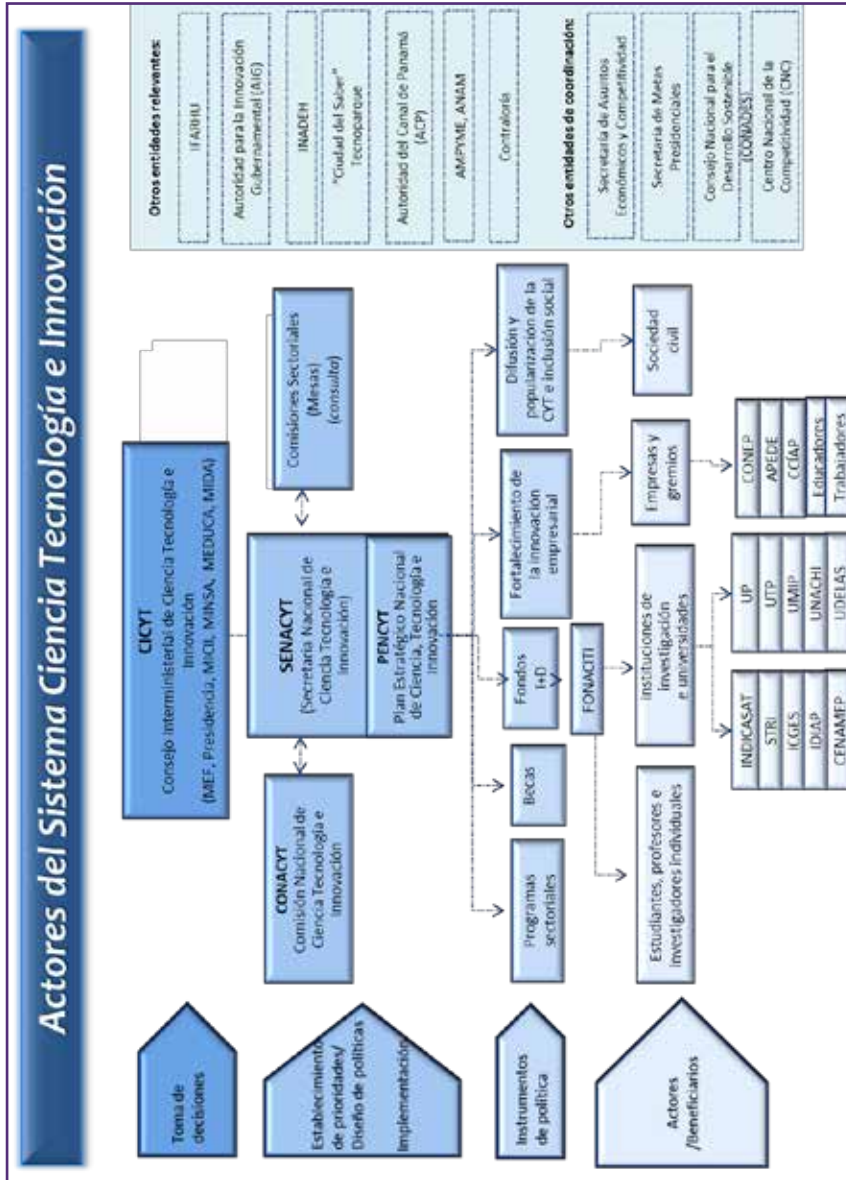 Actores del Sistema Ciencia Tecnología e Innovación
Toma de
decisiones
CICYT
Consejo Interministerial de Ciencia Tecnología e
Innovación
(MEF, Presidencia, MICII, MINSA, MEDUCA, MIDA)
Establecimiento
de prioridades/
Diseño de políticas
Implementación
CONACYT
Comisión Nacional de
Ciencia Tecnología e
Innovación
SENACYT
(Secretaría Nacional de
Ciencia Tecnología e
Innovación)
PENCYT
Plan Estratégico Nacional
de Ciencia, Tecnología e
Innovación
Comisiones Sectoriales
(Mesas)
(consulta)
Instrumentos
de política
Programas
sectoriales
Becas
Fondos
I+D
FONACITI
Fortalecimiento de
la innovación
empresarial
Difusión y
popularización de la
CYT e inclusión social
Actores
/Beneficiarios
Estudiantes, profesores e
investigadores individuales
Instituciones de
investigación
e universidades
Empresas y
gremios
Sociedad
civil
INDICASAT
STRI
ICGES
IDIAP
CENAMEP
UP
UTP
UMIP
UNACHI
UDELAS
CONEP
APEDE
CCÍAP
Educadores
Trabajadores
Otros entidades relevantes:
IFARHU
Autoridad para la Innovación
Gubernamental (AIG)
INADEH
"Ciudad del Saber"
Tecnoparque
Autoridad del Canal de Panamá
(ACP)
AMPYME, ANAM
Contraloría
Otros entidades de coordinación:
Secretaría de Asuntos
Económicos y Competitividad
Secretaría de Metas
Presidenciales
Consejo Nacional para el
Desarrollo Sostenible
(CONADES)
Centro Nacional de la
Competitividad (CNC)